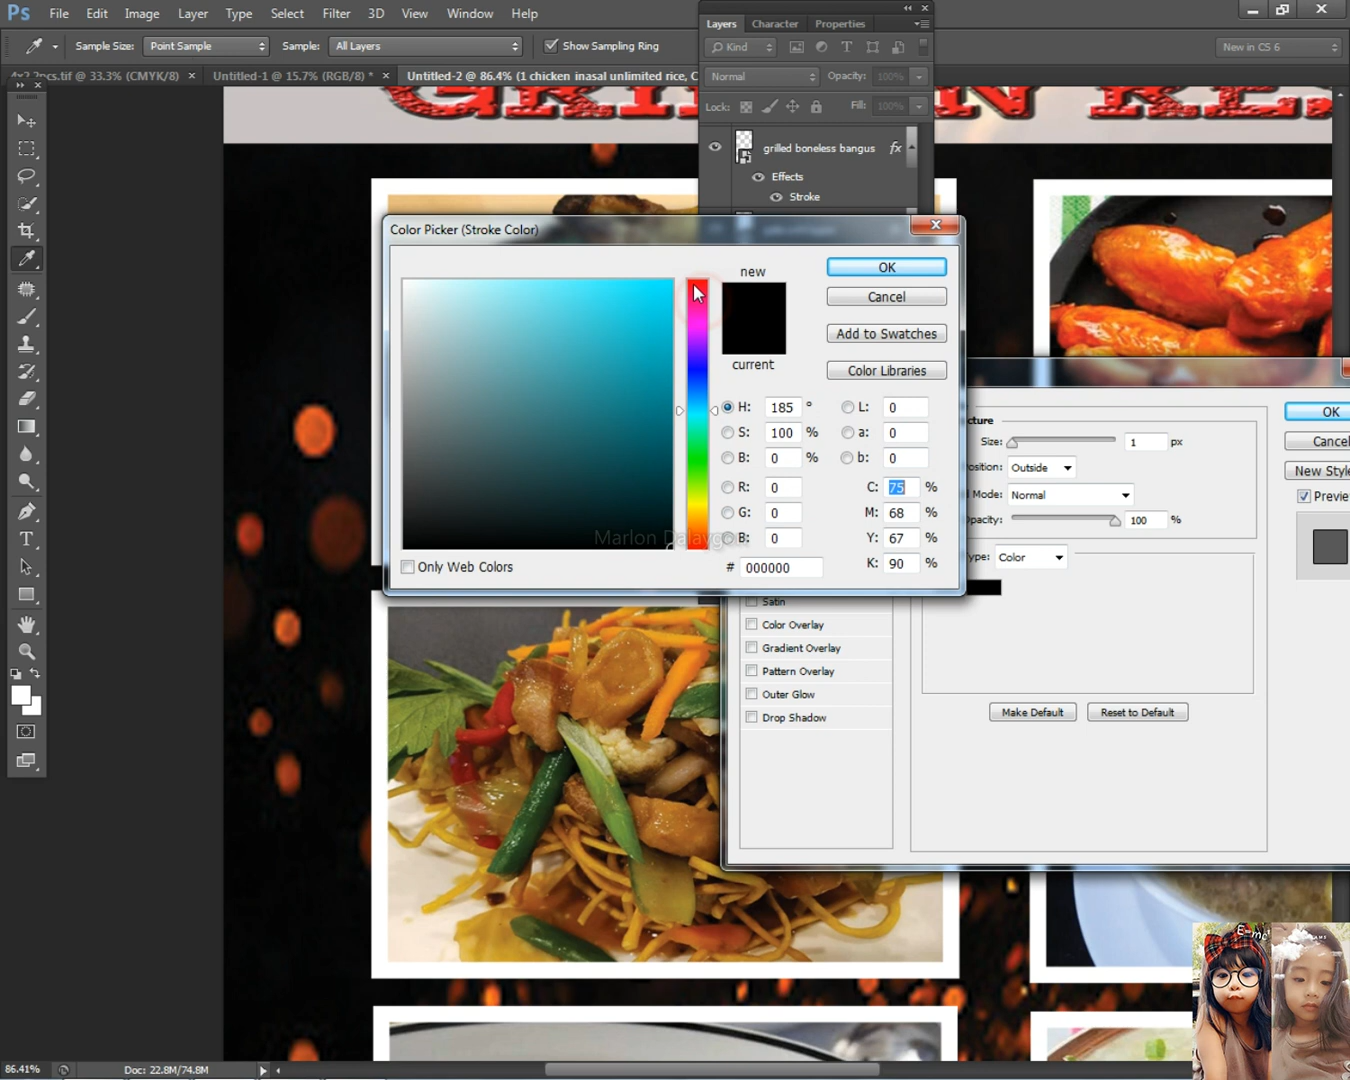 Ps File Edit Image Layer Type Select Filter 3D View Window Help
Sample Size: Point Sample Sample: All Layers Show Sampling Ring New in CS 6
4x2 2pcs.tif @ 33.3% (CMYK/8) × Untitled-1 @ 15.7% (RGB/8) * × Untitled-2 @ 86.4% (1 chicken inasal unlimited rice, C
Layers Character Properties
Kind
Normal Opacity: 100%
Lock: Fill: 100%
grilled boneless bangus fx
Effects
Stroke
Color Picker (Stroke Color)
new
current
OK
Cancel
Add to Swatches
Color Libraries
H: 185 ° L: 0
S: 100 % a: 0
B: 0 % b: 0
R: 0 C: 75 %
G: 0 M: 68 %
B: 0 Y: 67 %
# 000000 K: 90 %
Only Web Colors
Marlon Dalaygon
cture
Size: 1 px
osition: Outside
l Mode: Normal
Opacity: 100 %
ype: Color
OK
Cancel
New Style
Preview
Satin
Color Overlay
Gradient Overlay
Pattern Overlay
Outer Glow
Drop Shadow
Make Default Reset to Default
86.41% Doc: 22.8M/74.8M